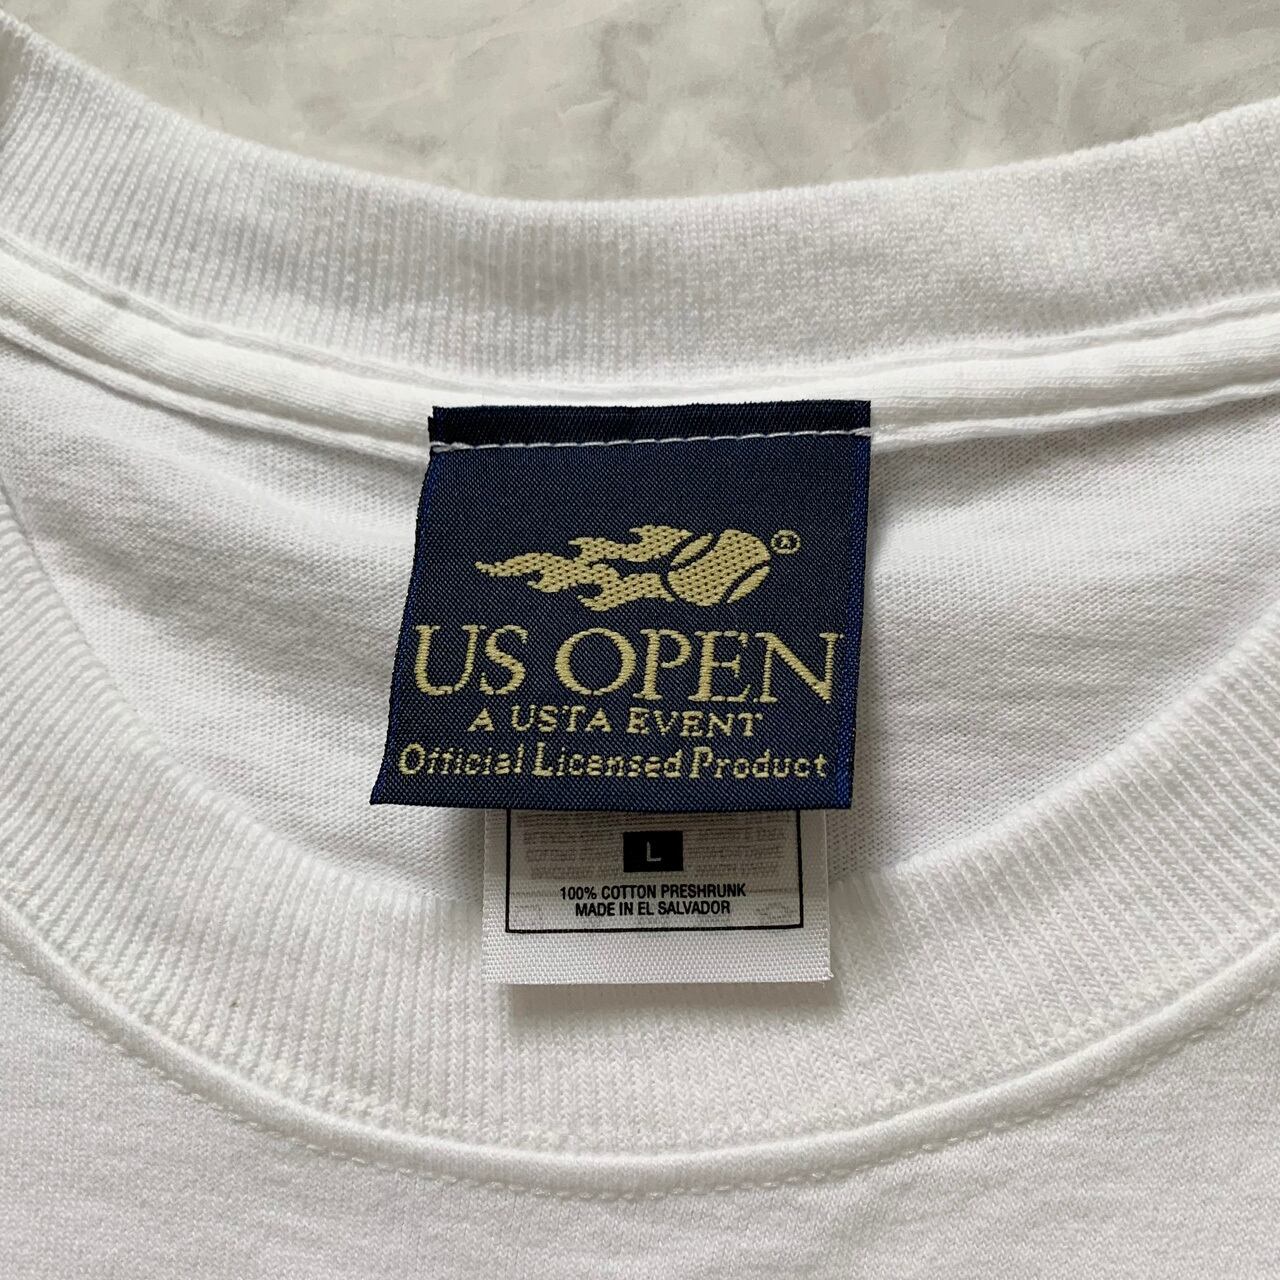 ®
US OPEN
A USTA EVENT
Official Licensed Product
L
100% COTTON PRESHRUNK
MADE IN EL SALVADOR